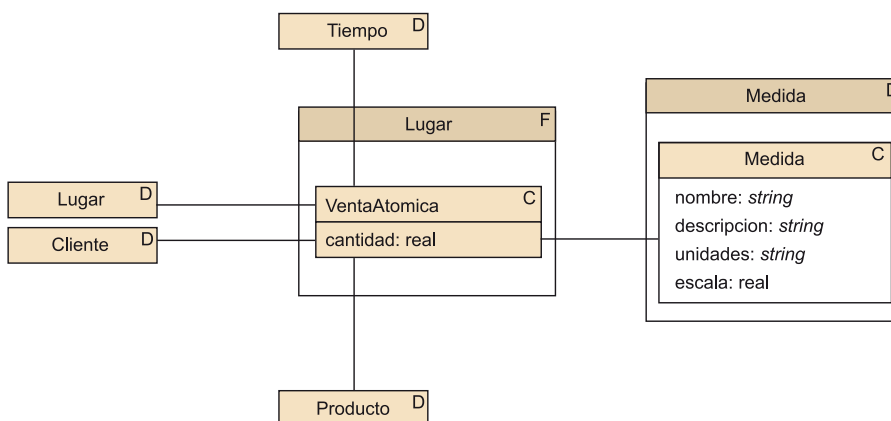 Tiempo D
Lugar F
Medida D
Medida C
Lugar D
VentaAtomica C
nombre: string
descripcion: string
Cliente D
cantidad: real
unidades: string
escala: real
Producto D